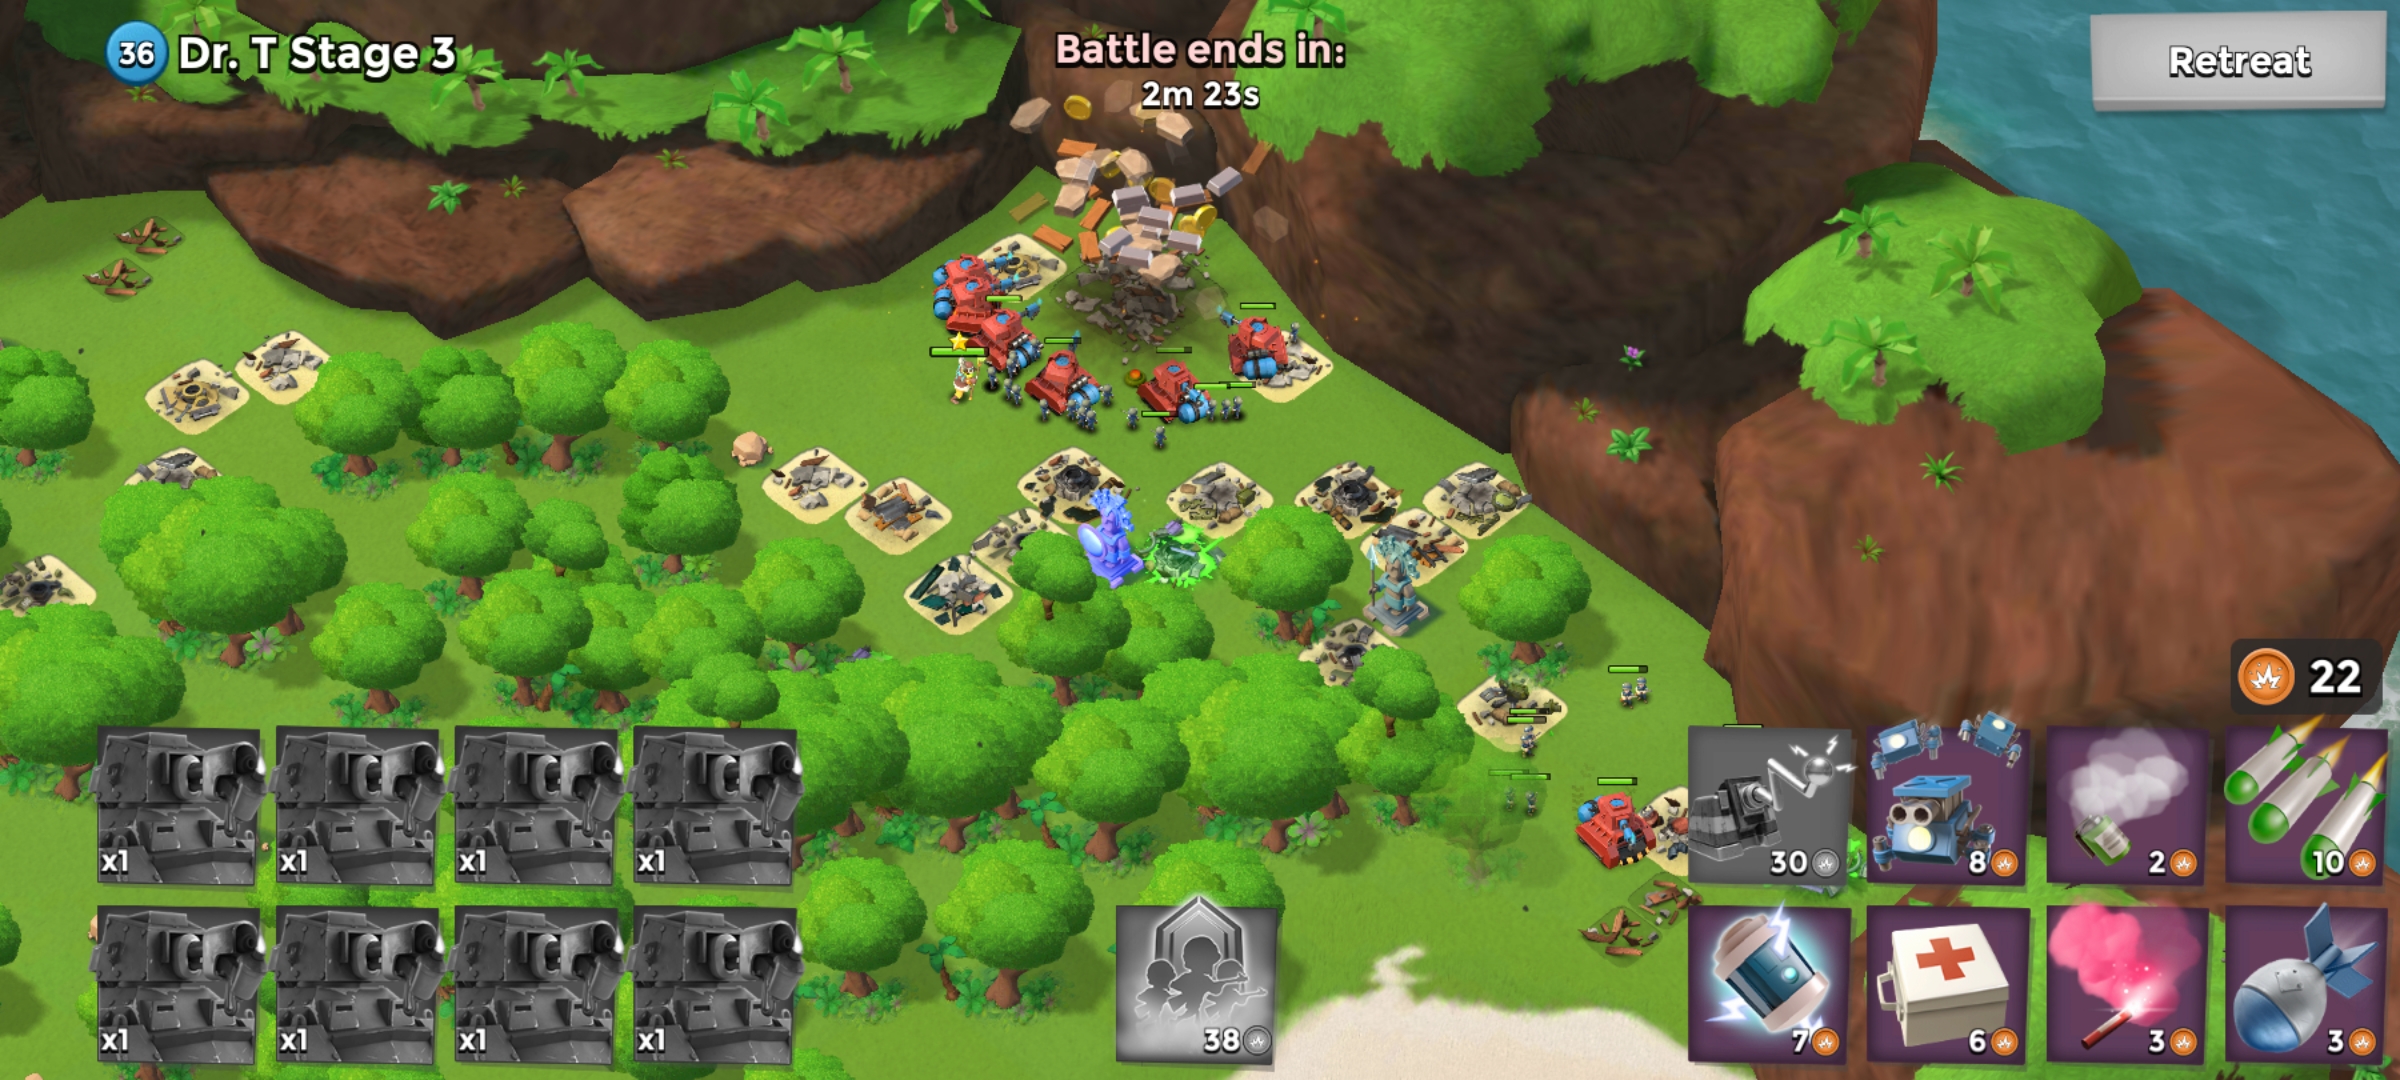 36 Dr. T Stage 3
Battle ends in:
2m 23s
Retreat
22
x1 x1 x1 x1
30 8 2 10
x1 x1 x1 x1
38
7 6 3 3